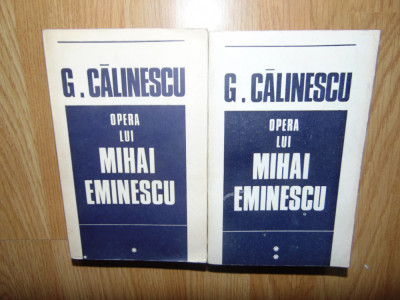 G. CĂLINESCU
OPERA
LUI
MIHAI
EMINESCU
*
G. CĂLINESCU
OPERA
LUI
MIHAI
EMINESCU
*
*